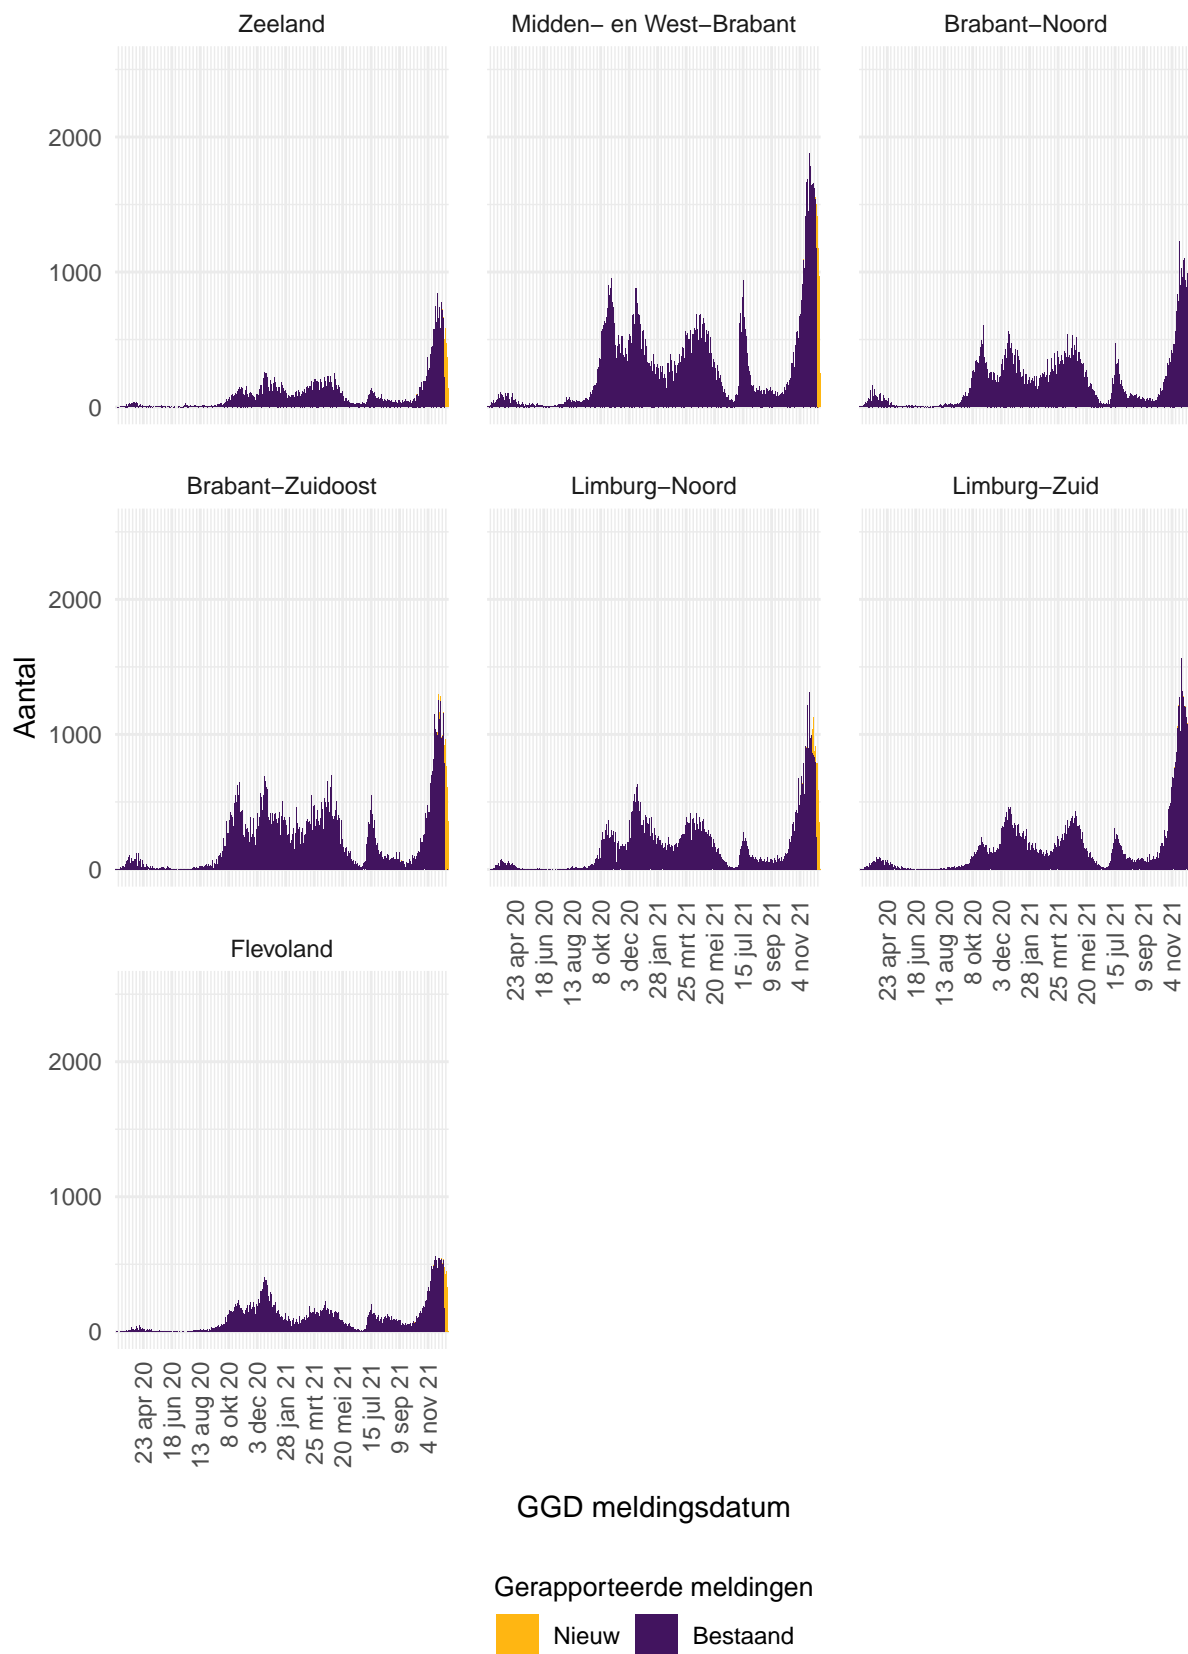 Zeeland
Midden− en West−Brabant
Brabant−Noord
2000
1000
0
Brabant−Zuidoost
Limburg−Noord
Limburg−Zuid
2000
1000
0
Aantal
23 apr 20
18 jun 20
13 aug 20
8 okt 20
3 dec 20
28 jan 21
25 mrt 21
20 mei 21
15 jul 21
9 sep 21
4 nov 21
23 apr 20
18 jun 20
13 aug 20
8 okt 20
3 dec 20
28 jan 21
25 mrt 21
20 mei 21
15 jul 21
9 sep 21
4 nov 21
Flevoland
2000
1000
0
23 apr 20
18 jun 20
13 aug 20
8 okt 20
3 dec 20
28 jan 21
25 mrt 21
20 mei 21
15 jul 21
9 sep 21
4 nov 21
GGD meldingsdatum
Gerapporteerde meldingen
Nieuw
Bestaand